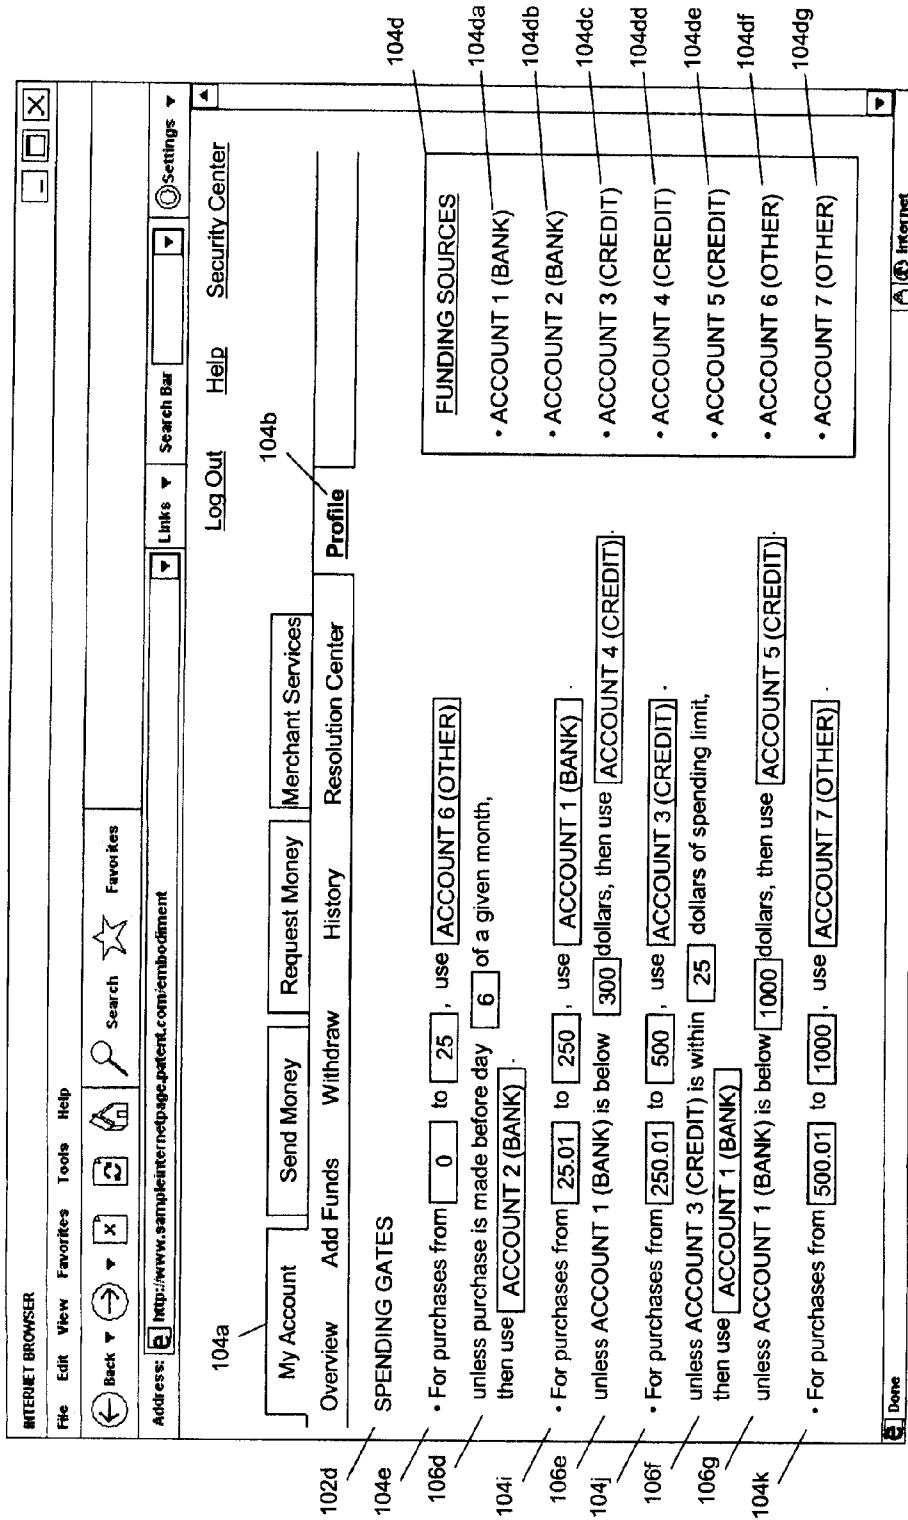 INTERNET BROWSER
File Edit View Favorites Tools Help
Back Search Favorites
Address: http://www.sampleinternetpage.patent.com/embodiment Links Search Bar Settings
Log Out Help Security Center
104a
104b
My Account Send Money Request Money Merchant Services
Overview Add Funds Withdraw History Resolution Center Profile
102d
SPENDING GATES
104e
• For purchases from 0 to 25 , use ACCOUNT 6 (OTHER)
106d
unless purchase is made before day 6 of a given month,
then use ACCOUNT 2 (BANK) .
104i
• For purchases from 25.01 to 250 , use ACCOUNT 1 (BANK) .
106e
unless ACCOUNT 1 (BANK) is below 300 dollars, then use ACCOUNT 4 (CREDIT) .
104j
• For purchases from 250.01 to 500 , use ACCOUNT 3 (CREDIT) .
106f
unless ACCOUNT 3 (CREDIT) is within 25 dollars of spending limit,
then use ACCOUNT 1 (BANK)
106g
unless ACCOUNT 1 (BANK) is below 1000 dollars, then use ACCOUNT 5 (CREDIT) .
104k
• For purchases from 500.01 to 1000 , use ACCOUNT 7 (OTHER) .
FUNDING SOURCES
104d
• ACCOUNT 1 (BANK)
104da
• ACCOUNT 2 (BANK)
104db
• ACCOUNT 3 (CREDIT)
104dc
• ACCOUNT 4 (CREDIT)
104dd
• ACCOUNT 5 (CREDIT)
104de
• ACCOUNT 6 (OTHER)
104df
• ACCOUNT 7 (OTHER)
104dg
Done Internet